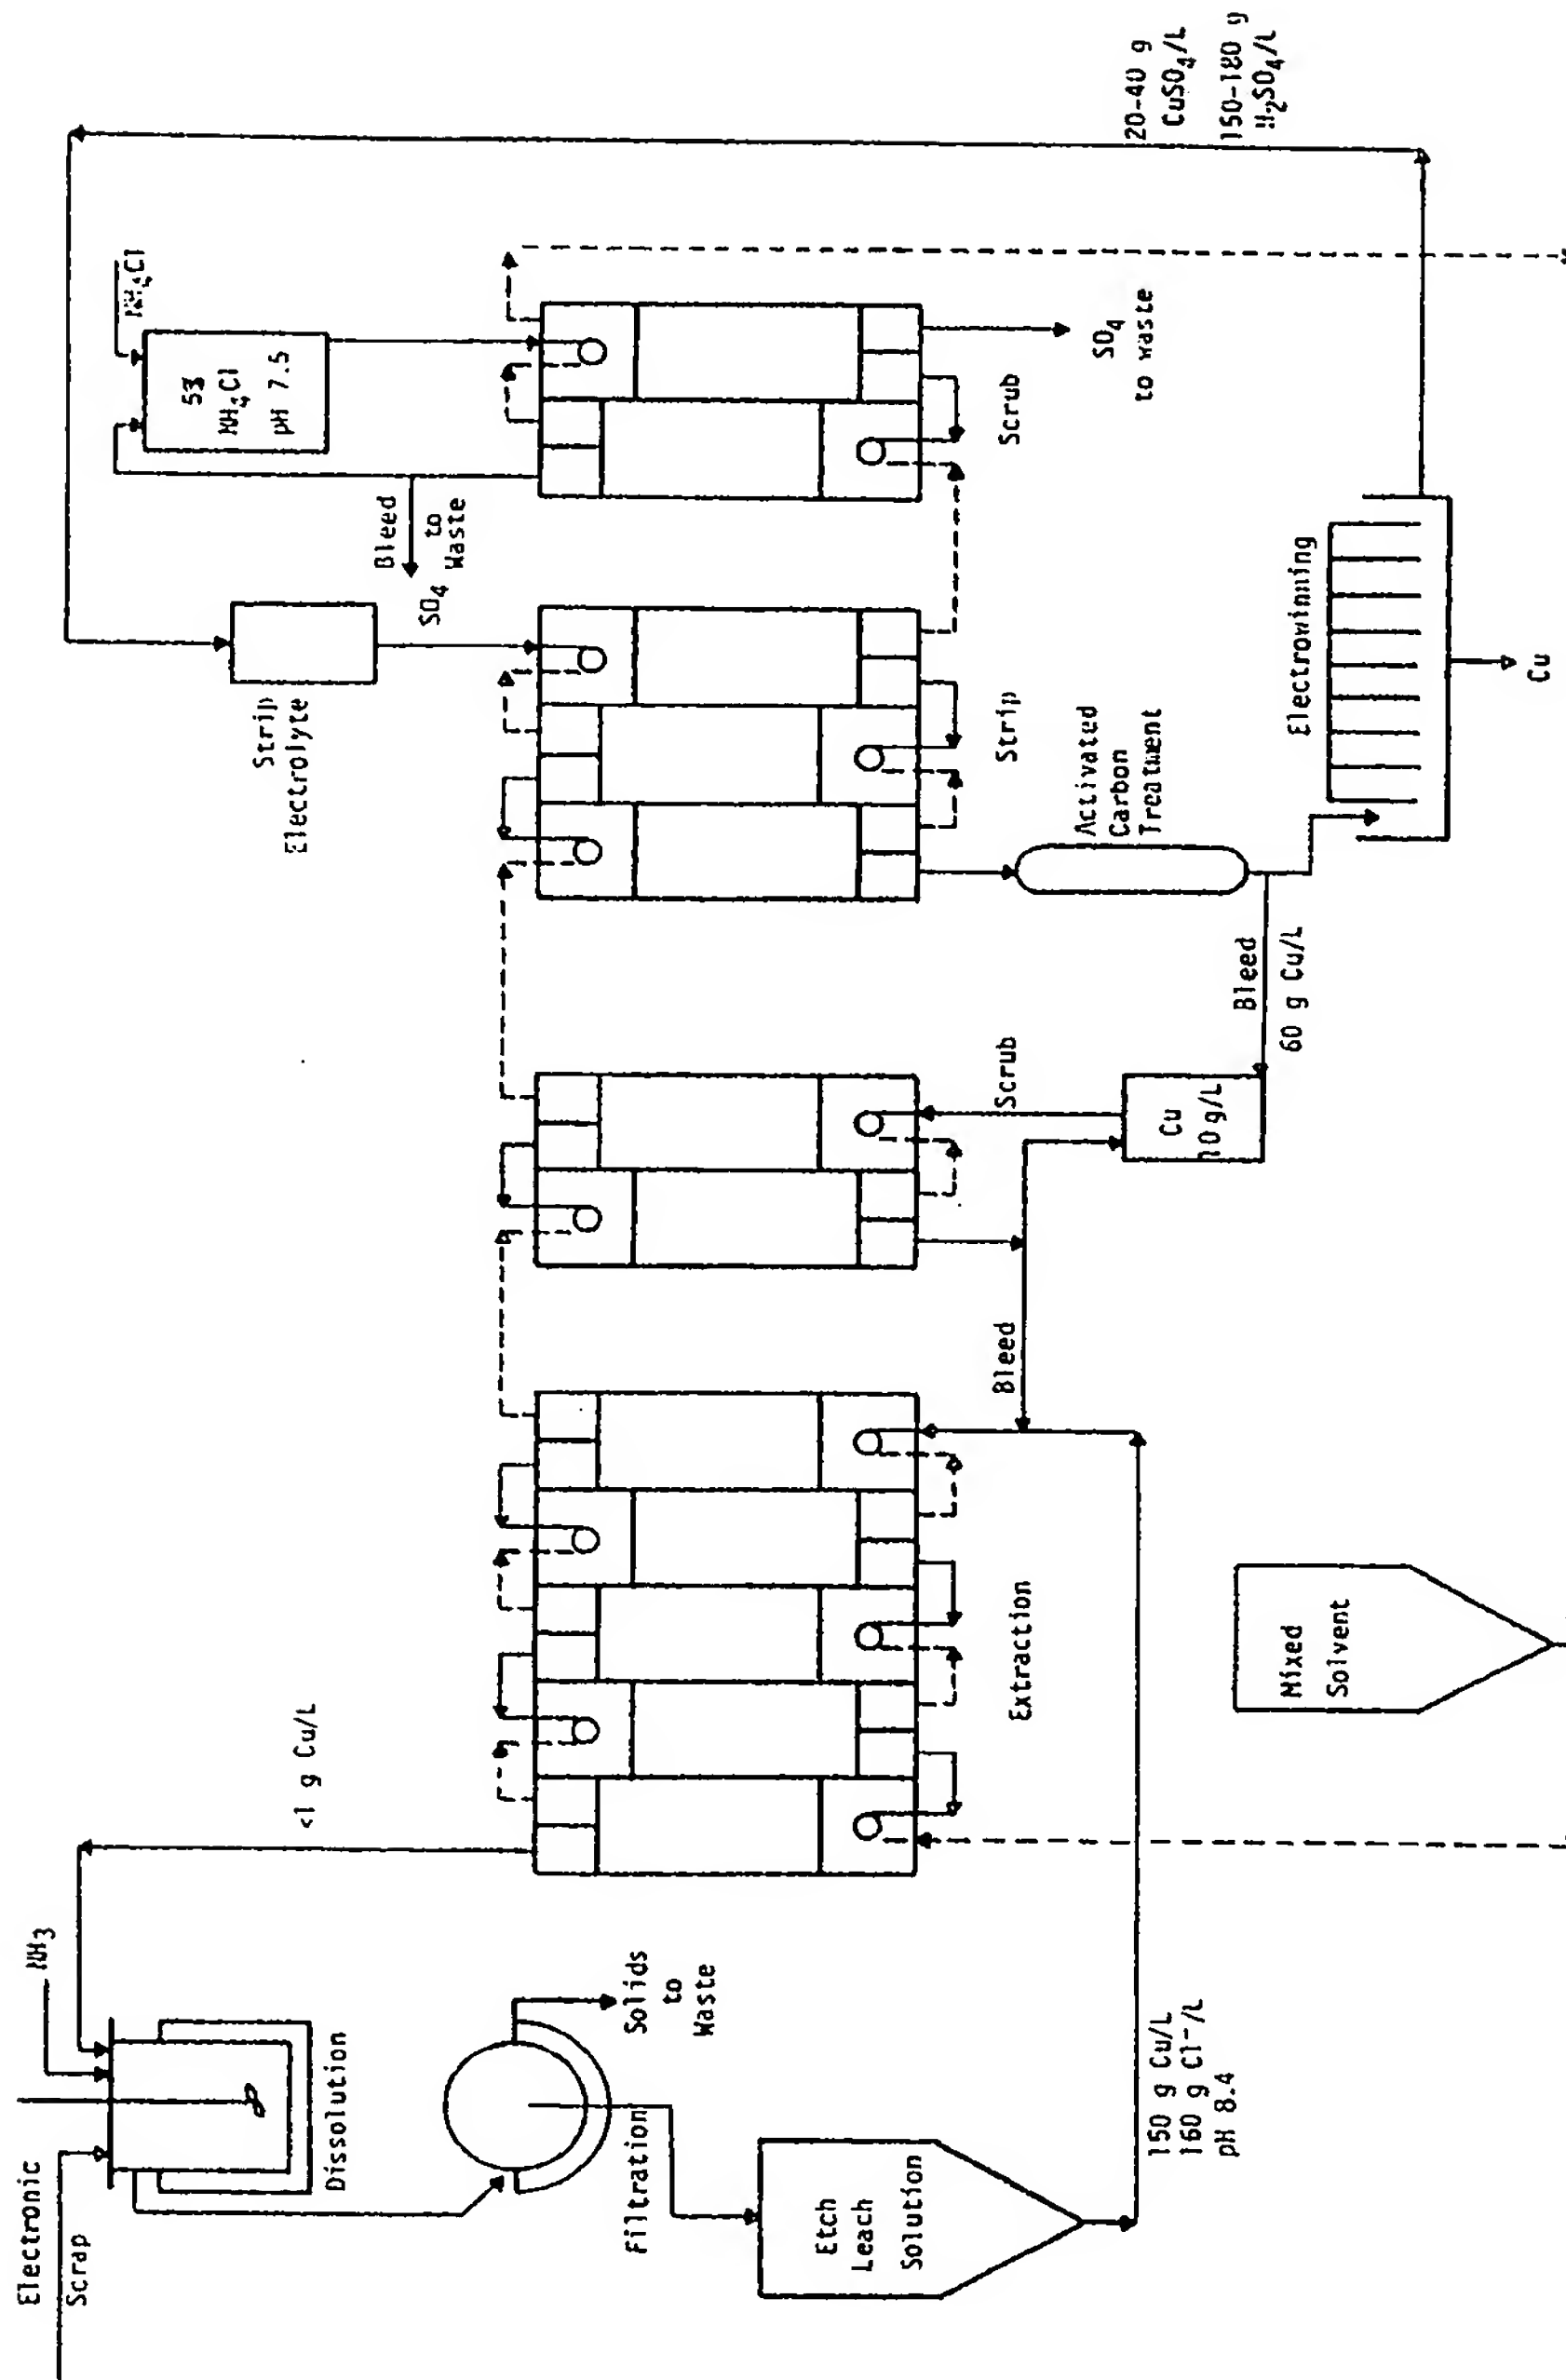 Electronic
Scrap
NH3
Dissolution
Filtration
Solids
to
Waste
Etch
Leach
Solution
150 g Cu/L
160 g Cl⁻/L
pH 8.4
<1 g Cu/L
Extraction
Mixed
Solvent
Bleed
Scrub
Cu
10 g/L
Bleed
60 g Cu/L
Strip
Electrolyte
Strip
Activated
Carbon
Treatment
Electrowinning
Cu
Bleed
to
Waste
SO4
NH4Cl
5%
NH4Cl
pH 7.5
Scrub
SO4
to waste
20-40 g
CuSO4/L
150-180 g
H2SO4/L